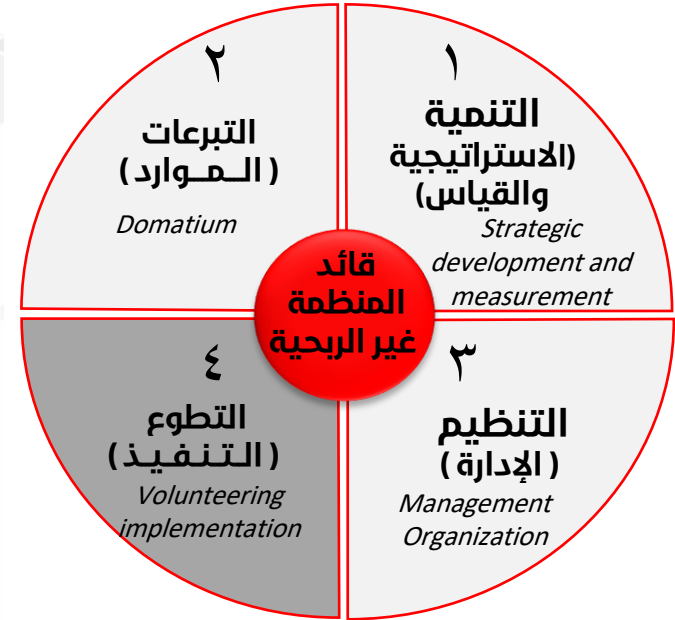 ١
التنمية
(الاستراتيجية
والقياس)
Strategic
development and
measurement
٢
التبرعات
(الـمـوارد)
Domatium
قائد
المنظمة
غير الربحية
٣
التنظيم
(الإدارة)
Management
Organization
٤
التطوع
(الـتـنـفـيـذ)
Volunteering
implementation